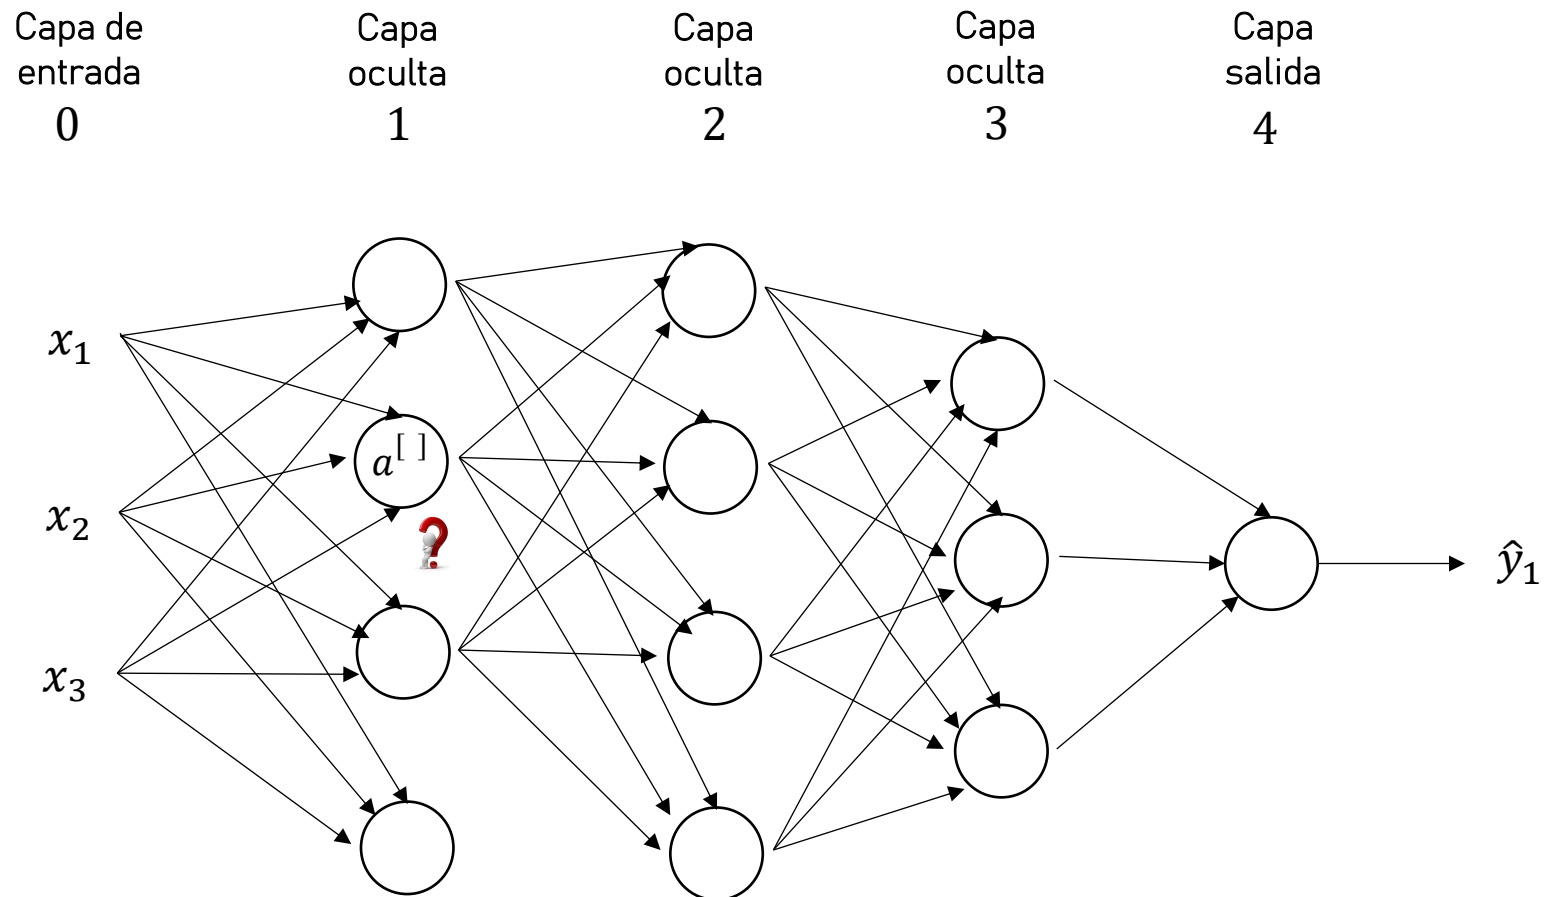 Capa de
entrada
0
Capa
oculta
1
Capa
oculta
2
Capa
oculta
3
Capa
salida
4
x₁
x₂
x₃
a[ ]
?
ŷ₁